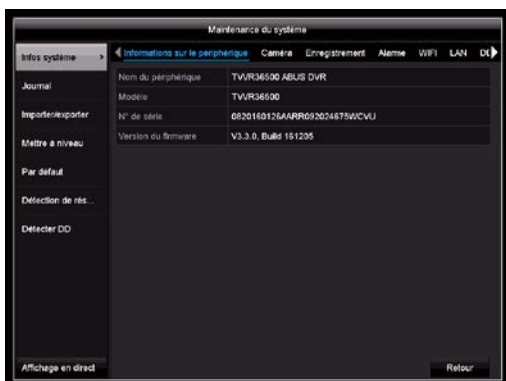 Maintenance du système
Infos système >
Informations sur le périphérique Caméra Enregistrement Alarme WIFI LAN
Journal
Importer/exporter
Mettre à niveau
Par défaut
Détection de rés...
Détecter DD
Nom du périphérique TVVR36500 ABUS DVR
Modèle TVVR36500
N° de série 0820160126AARR092024675WCVU
Version du firmware V3.3.0, Build 161205
Affichage en direct
Retour